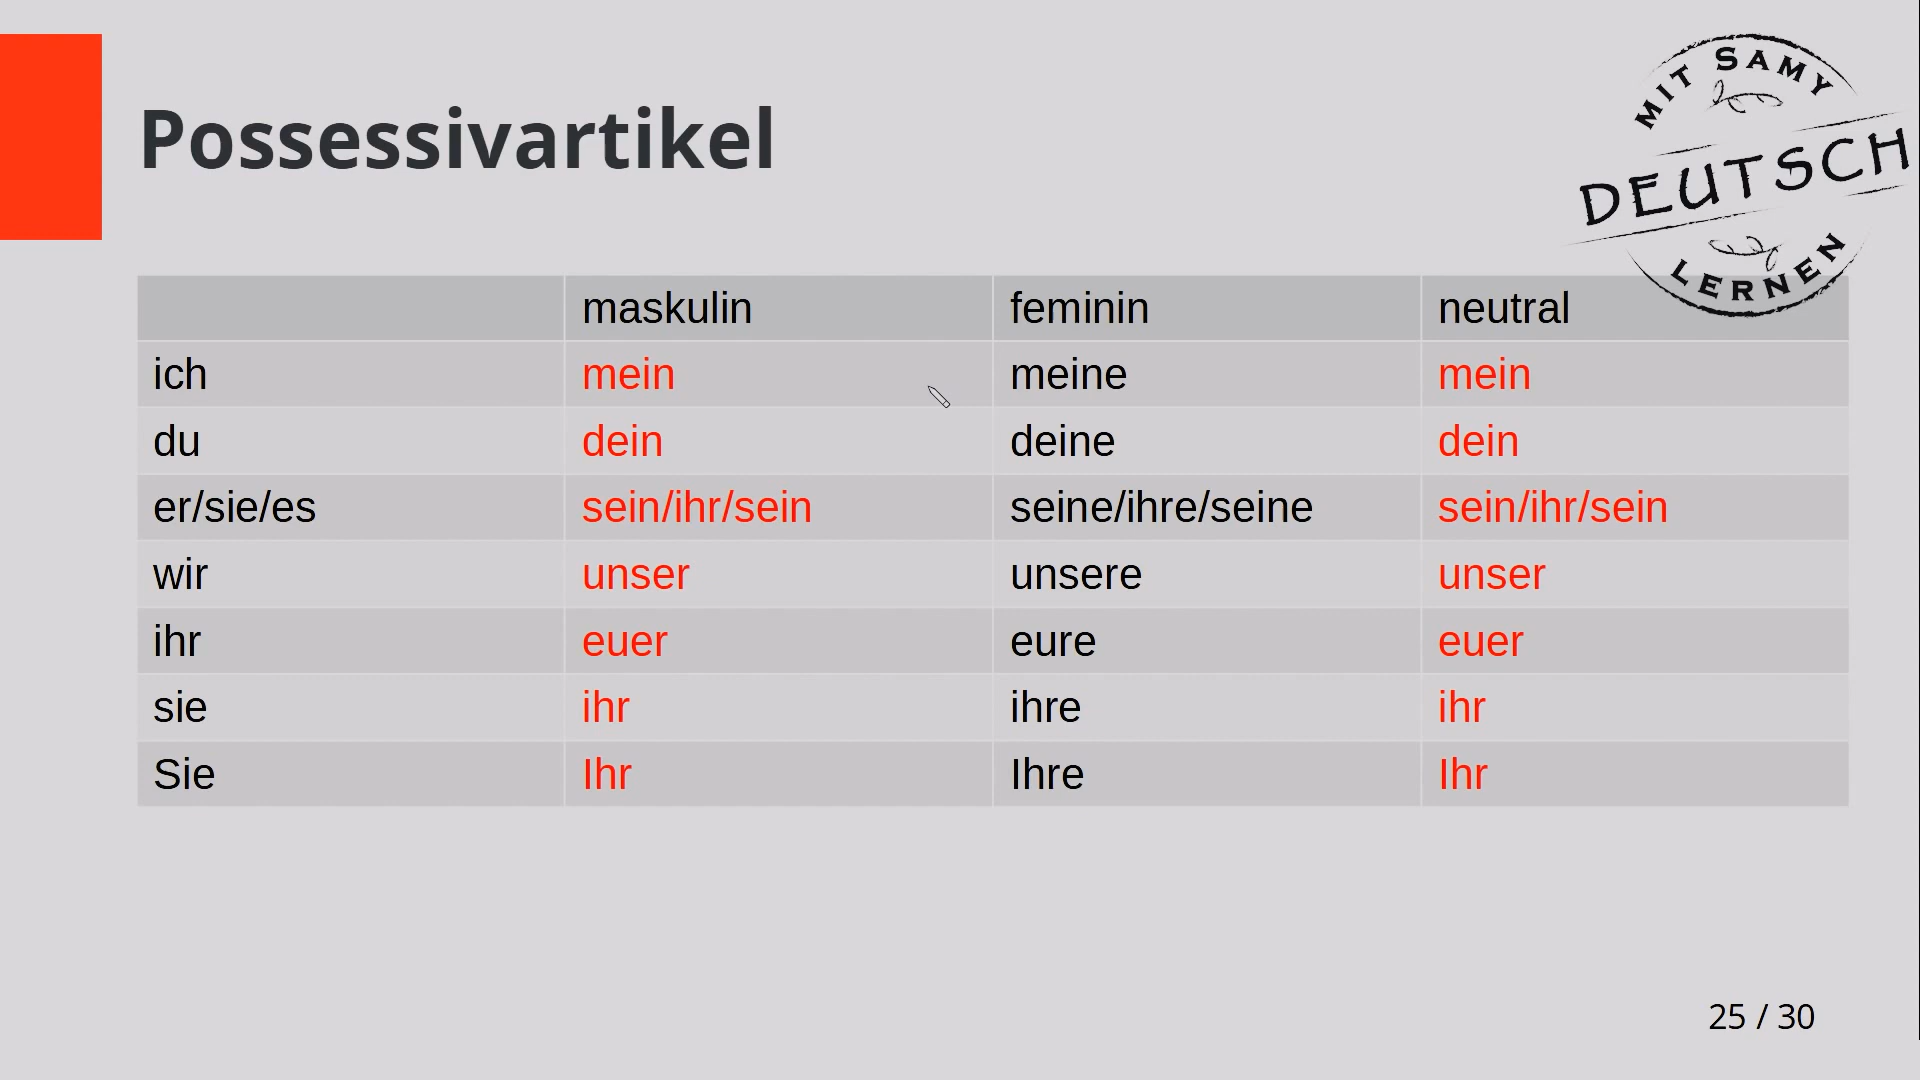 Possessivartikel
MIT SAMY
DEUTSCH
LERNEN
maskulin feminin neutral
ich mein meine mein
du dein deine dein
er/sie/es sein/ihr/sein seine/ihre/seine sein/ihr/sein
wir unser unsere unser
ihr euer eure euer
sie ihr ihre ihr
Sie Ihr Ihre Ihr
25 / 30